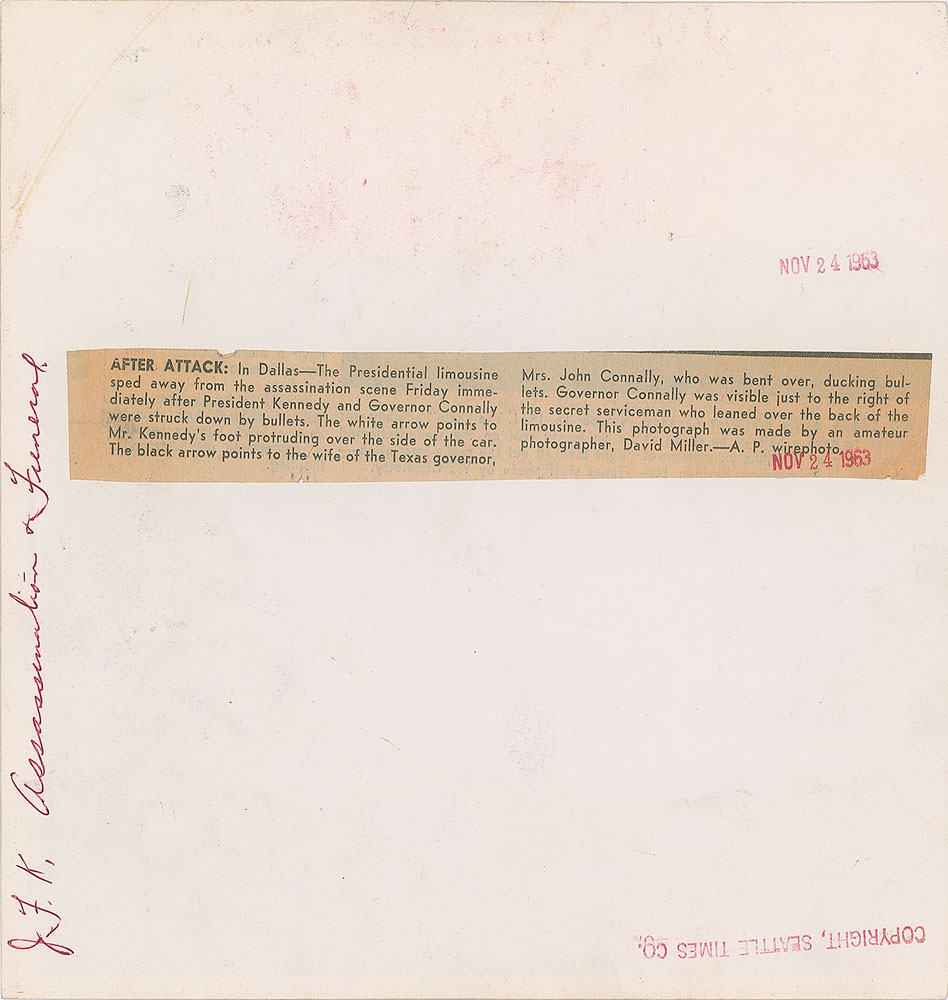 NOV 24 1963
AFTER ATTACK: In Dallas—The Presidential limousine
sped away from the assassination scene Friday imme-
diately after President Kennedy and Governor Connally
were struck down by bullets. The white arrow points to
Mr. Kennedy's foot protruding over the side of the car.
The black arrow points to the wife of the Texas governor,
Mrs. John Connally, who was bent over, ducking bul-
lets. Governor Connally was visible just to the right of
the secret serviceman who leaned over the back of the
limousine. This photograph was made by an amateur
photographer, David Miller.—A. P. wirephoto.
NOV 24 1963
J. F. K. Assassination & Funeral
COPYRIGHT, SEATTLE TIMES CO.